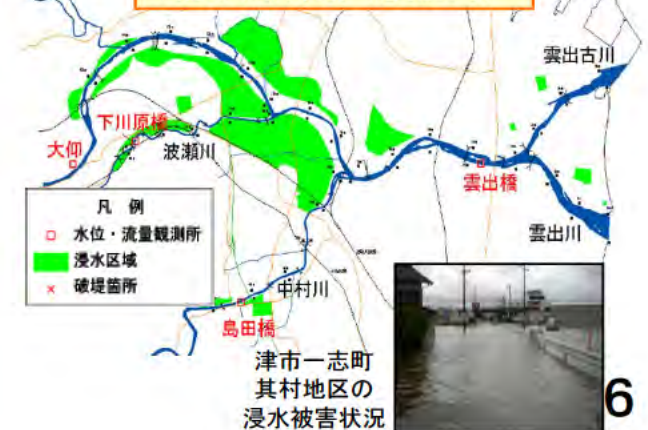 雲出古川
下川原橋
大仰
波瀬川
雲出橋
凡 例
水位・流量観測所
浸水区域
破堤箇所
雲出川
中村川
島田橋
津市一志町
其村地区の
浸水被害状況
6